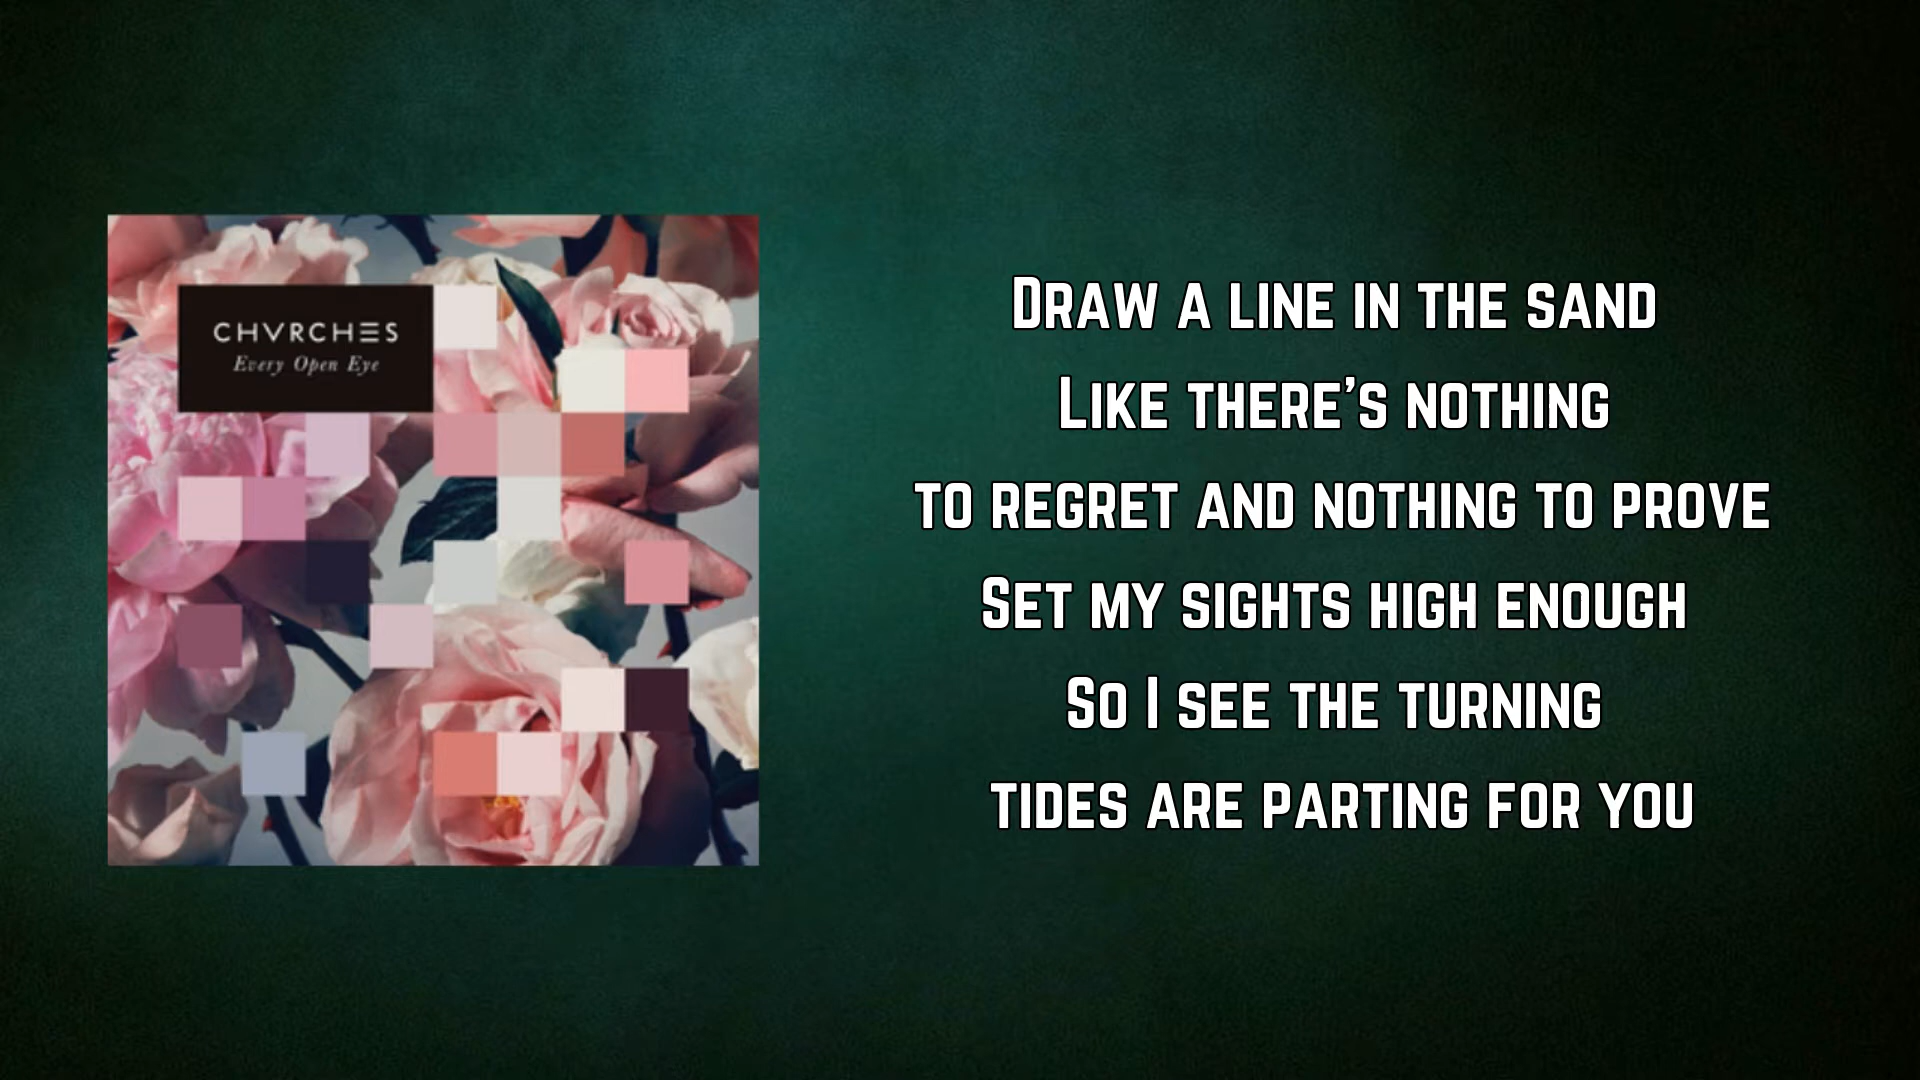 CHVRCHES
Every Open Eye
Draw a line in the sand
Like there's nothing
to regret and nothing to prove
Set my sights high enough
So I see the turning
tides are parting for you